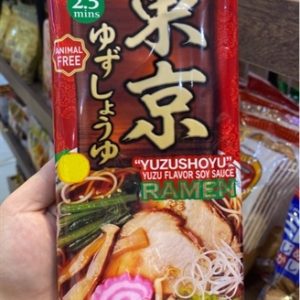 2.5
mins
ANIMAL
FREE
東京
ゆずしょうゆ
"YUZUSHOYU"
YUZU FLAVOR SOY SAUCE
RAMEN